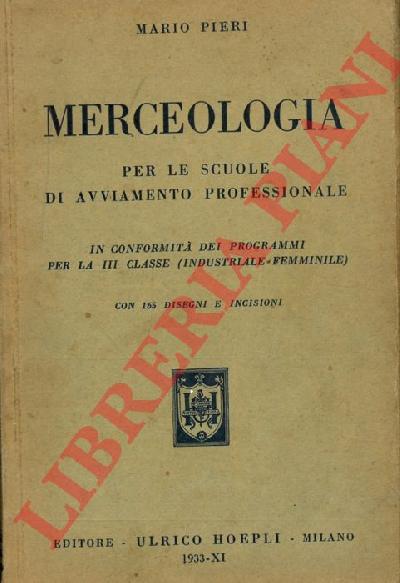 MARIO PIERI
MERCEOLOGIA
PER LE SCUOLE
DI AVVIAMENTO PROFESSIONALE
IN CONFORMITÀ DEI PROGRAMMI
PER LA III CLASSE (INDUSTRIALE-FEMMINILE)
CON 165 DISEGNI E INCISIONI
EDITORE - ULRICO HOEPLI - MILANO
1933-XI
LIBRERIA PIANI